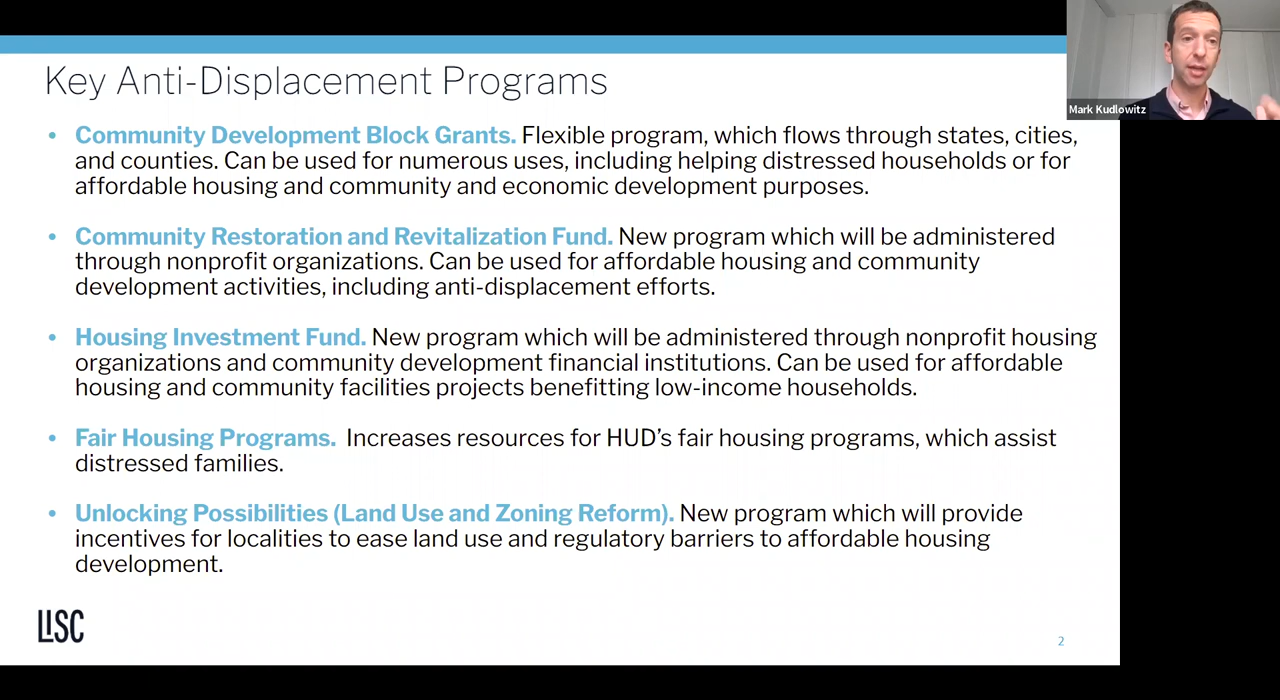 Key Anti-Displacement Programs
Mark Kudlowitz
• Community Development Block Grants. Flexible program, which flows through states, cities,
and counties. Can be used for numerous uses, including helping distressed households or for
affordable housing and community and economic development purposes.
• Community Restoration and Revitalization Fund. New program which will be administered
through nonprofit organizations. Can be used for affordable housing and community
development activities, including anti-displacement efforts.
• Housing Investment Fund. New program which will be administered through nonprofit housing
organizations and community development financial institutions. Can be used for affordable
housing and community facilities projects benefitting low-income households.
• Fair Housing Programs. Increases resources for HUD’s fair housing programs, which assist
distressed families.
• Unlocking Possibilities (Land Use and Zoning Reform). New program which will provide
incentives for localities to ease land use and regulatory barriers to affordable housing
development.
LISC
2